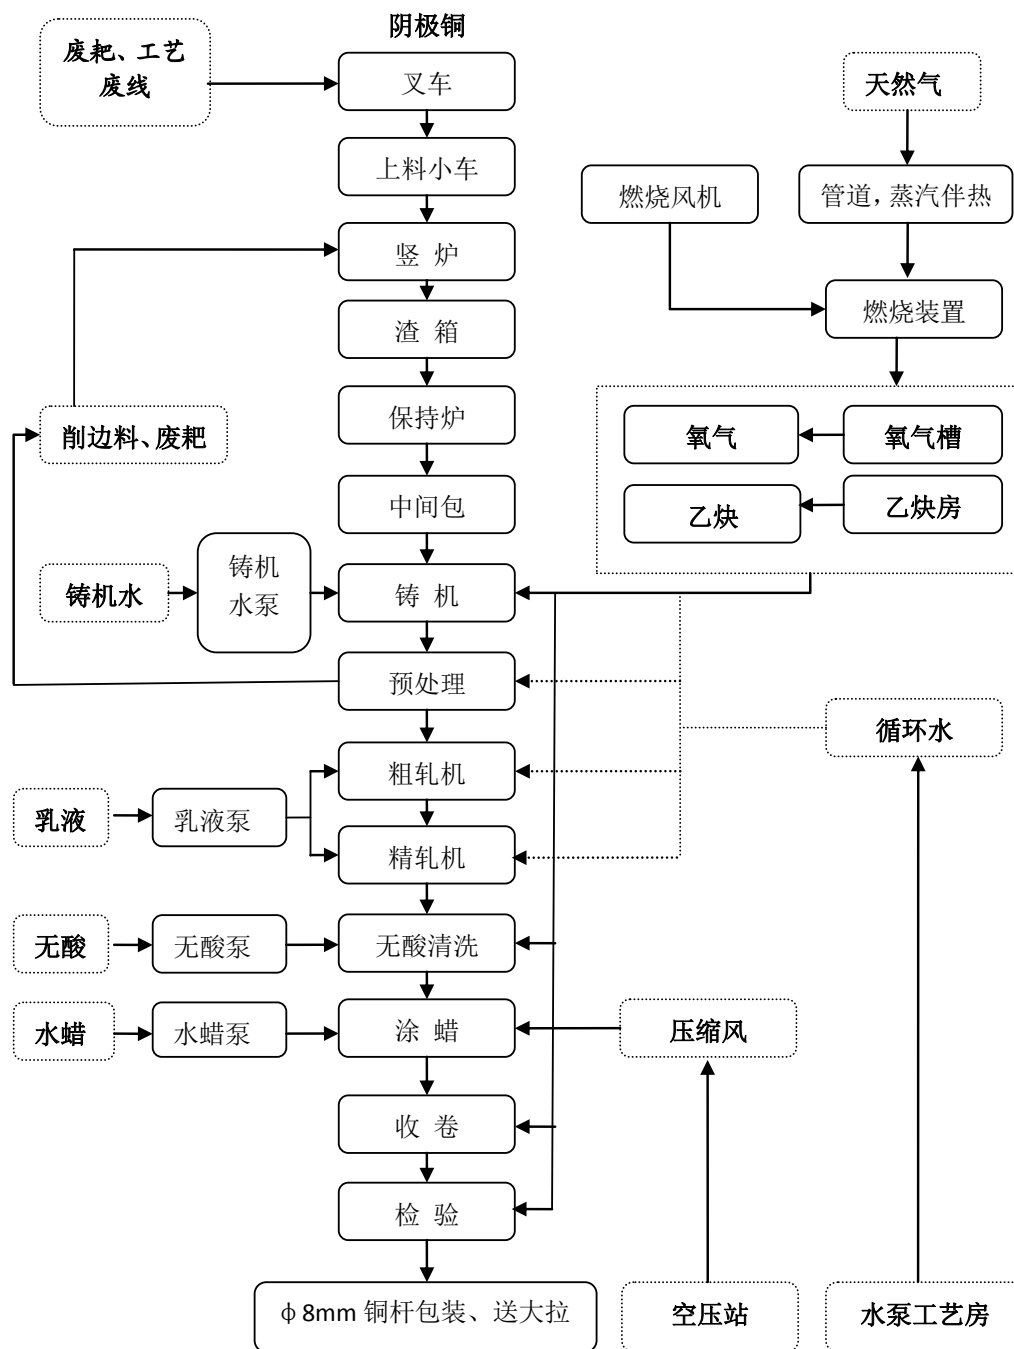 阴极铜
废耙、工艺
废线
叉车
天然气
上料小车
燃烧风机
管道，蒸汽伴热
竖 炉
燃烧装置
渣 箱
保持炉
削边料、废耙
氧气
氧气槽
中间包
乙炔
乙炔房
铸机水
铸机
水泵
铸 机
预处理
循环水
粗轧机
乳液
乳液泵
精轧机
无酸
无酸泵
无酸清洗
水蜡
水蜡泵
涂 蜡
压缩风
收 卷
检 验
φ 8mm 铜杆包装、送大拉
空压站
水泵工艺房